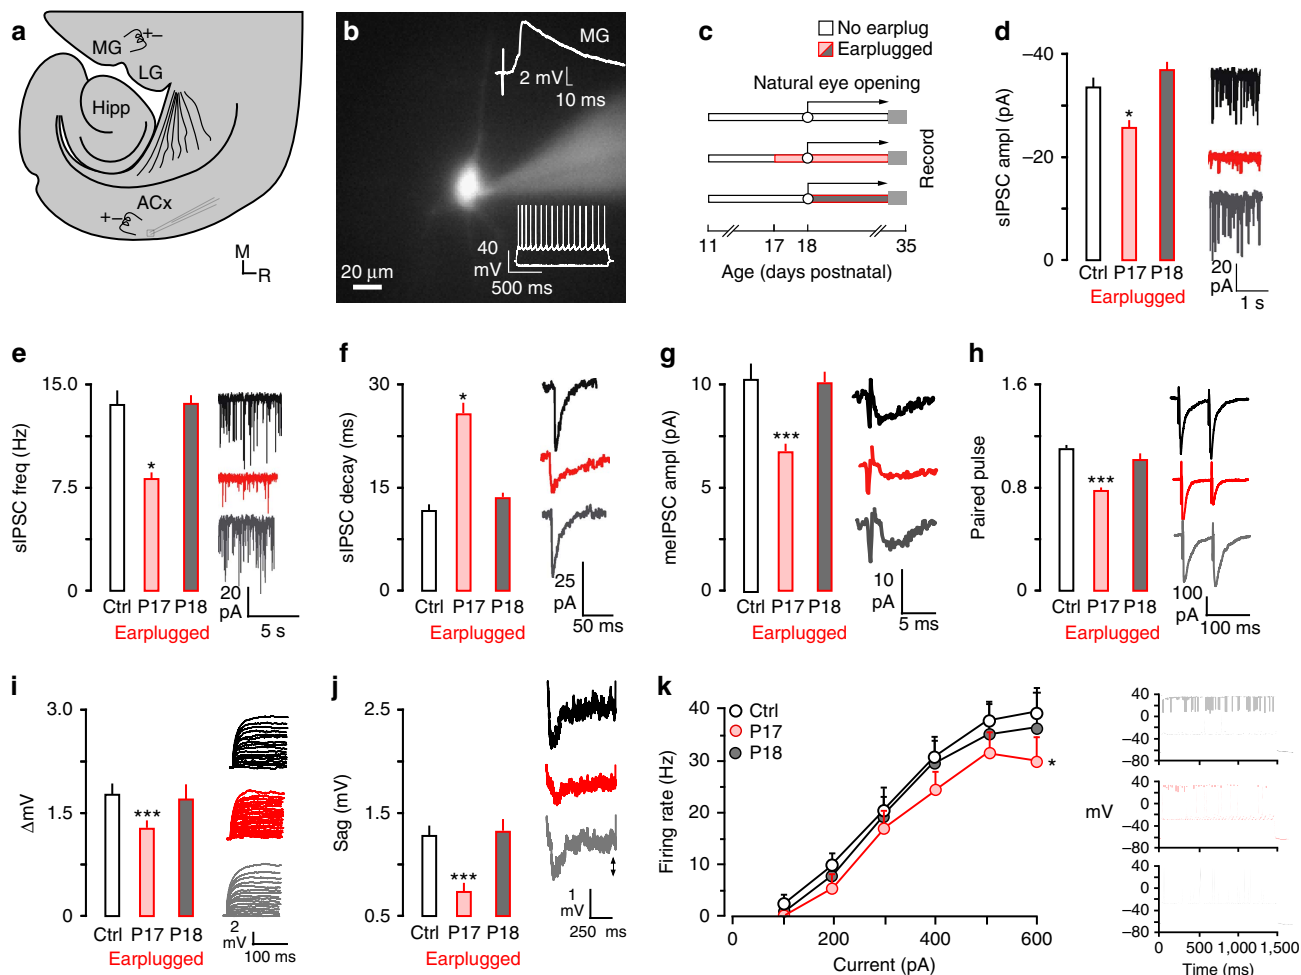 a
MG
+−
LG
Hipp
ACx
+−
M
R
b
MG
2 mV
10 ms
40
mV
500 ms
20 µm
c
No earplug
Earplugged
Natural eye opening
Record
11
17
18
35
Age (days postnatal)
d
−40
−20
0
sIPSC ampl (pA)
*
Ctrl P17 P18
Earplugged
20
pA
1 s
e
15.0
7.5
0
sIPSC freq (Hz)
*
Ctrl P17 P18
Earplugged
20
pA
5 s
f
30
15
0
sIPSC decay (ms)
*
Ctrl P17 P18
Earplugged
25
pA
50 ms
g
10
5
0
meIPSC ampl (pA)
***
Ctrl P17 P18
Earplugged
10
pA
5 ms
h
1.6
0.8
0
Paired pulse
***
Ctrl P17 P18
Earplugged
100
pA
100 ms
i
3.0
1.5
0
ΔmV
***
Ctrl P17 P18
Earplugged
2
mV
100 ms
j
2.5
1.5
0.5
Sag (mV)
***
Ctrl P17 P18
Earplugged
1
mV
250 ms
k
40
30
20
10
0
Firing rate (Hz)
Ctrl
P17
P18
*
0 200 400 600
Current (pA)
40
0
−40
−80
40
0
−40
−80
mV
40
0
−40
−80
0 500 1,000 1,500
Time (ms)